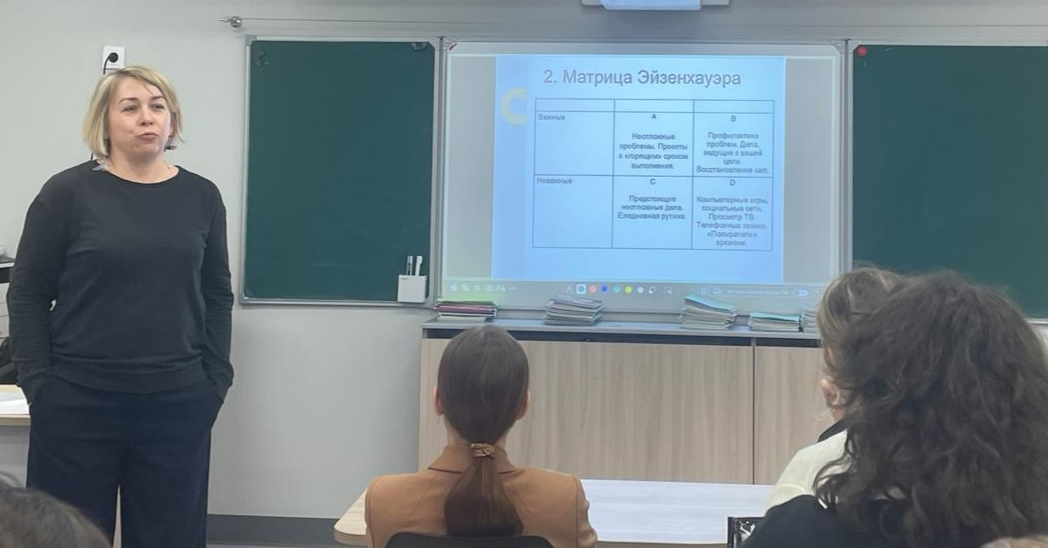 2. Матрица Эйзенхауэра
Важные
A
Неотложные
проблемы. Проекты
с «горящим» сроком
выполнения.
B
Профилактика
проблем. Дела,
ведущие к вашей
цели.
Восстановление сил.
Неважные
C
Предстоящие
неотложные дела.
Ежедневная рутина.
D
Компьютерные игры,
социальные сети.
Просмотр ТВ.
Телефонные звонки.
«Пожиратели»
времени.